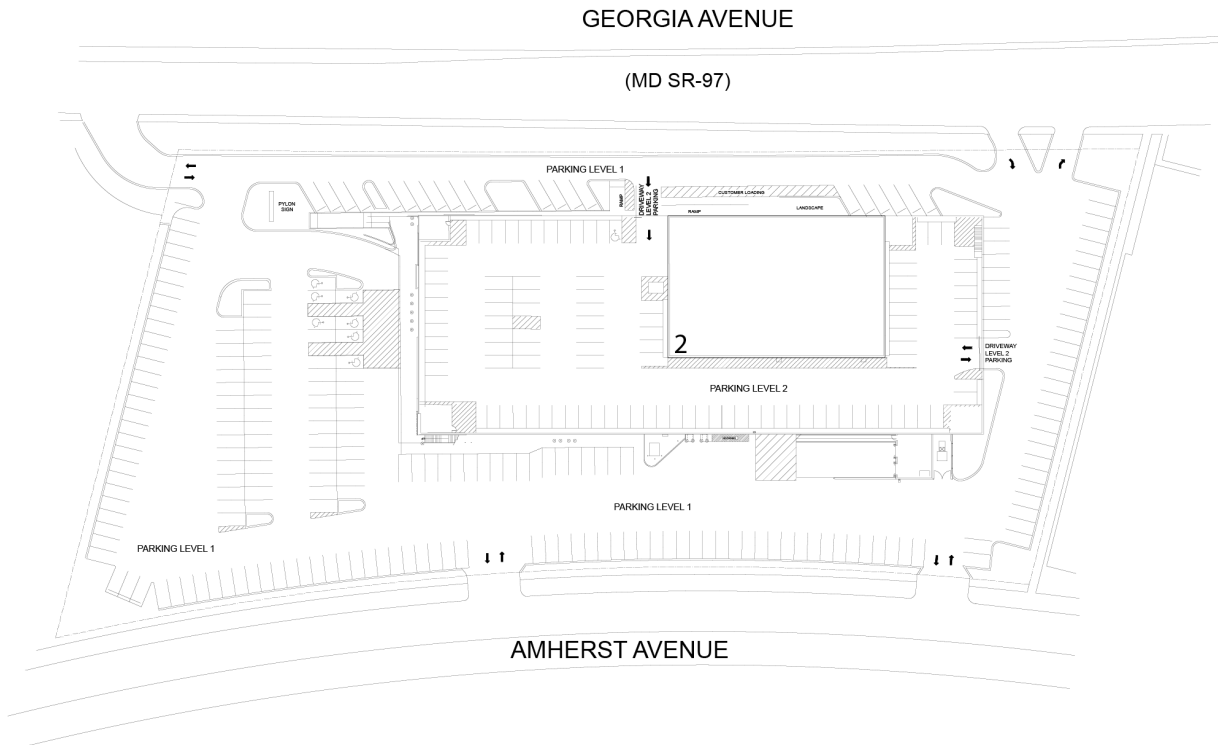 GEORGIA AVENUE
(MD SR-97)
PARKING LEVEL 1
PYLON
SIGN
RAMP
DRIVEWAY
LEVEL 2
PARKING
CUSTOMER LOADING
RAMP
LANDSCAPE
2
DRIVEWAY
LEVEL 2
PARKING
PARKING LEVEL 2
PARKING LEVEL 1
PARKING LEVEL 1
AMHERST AVENUE